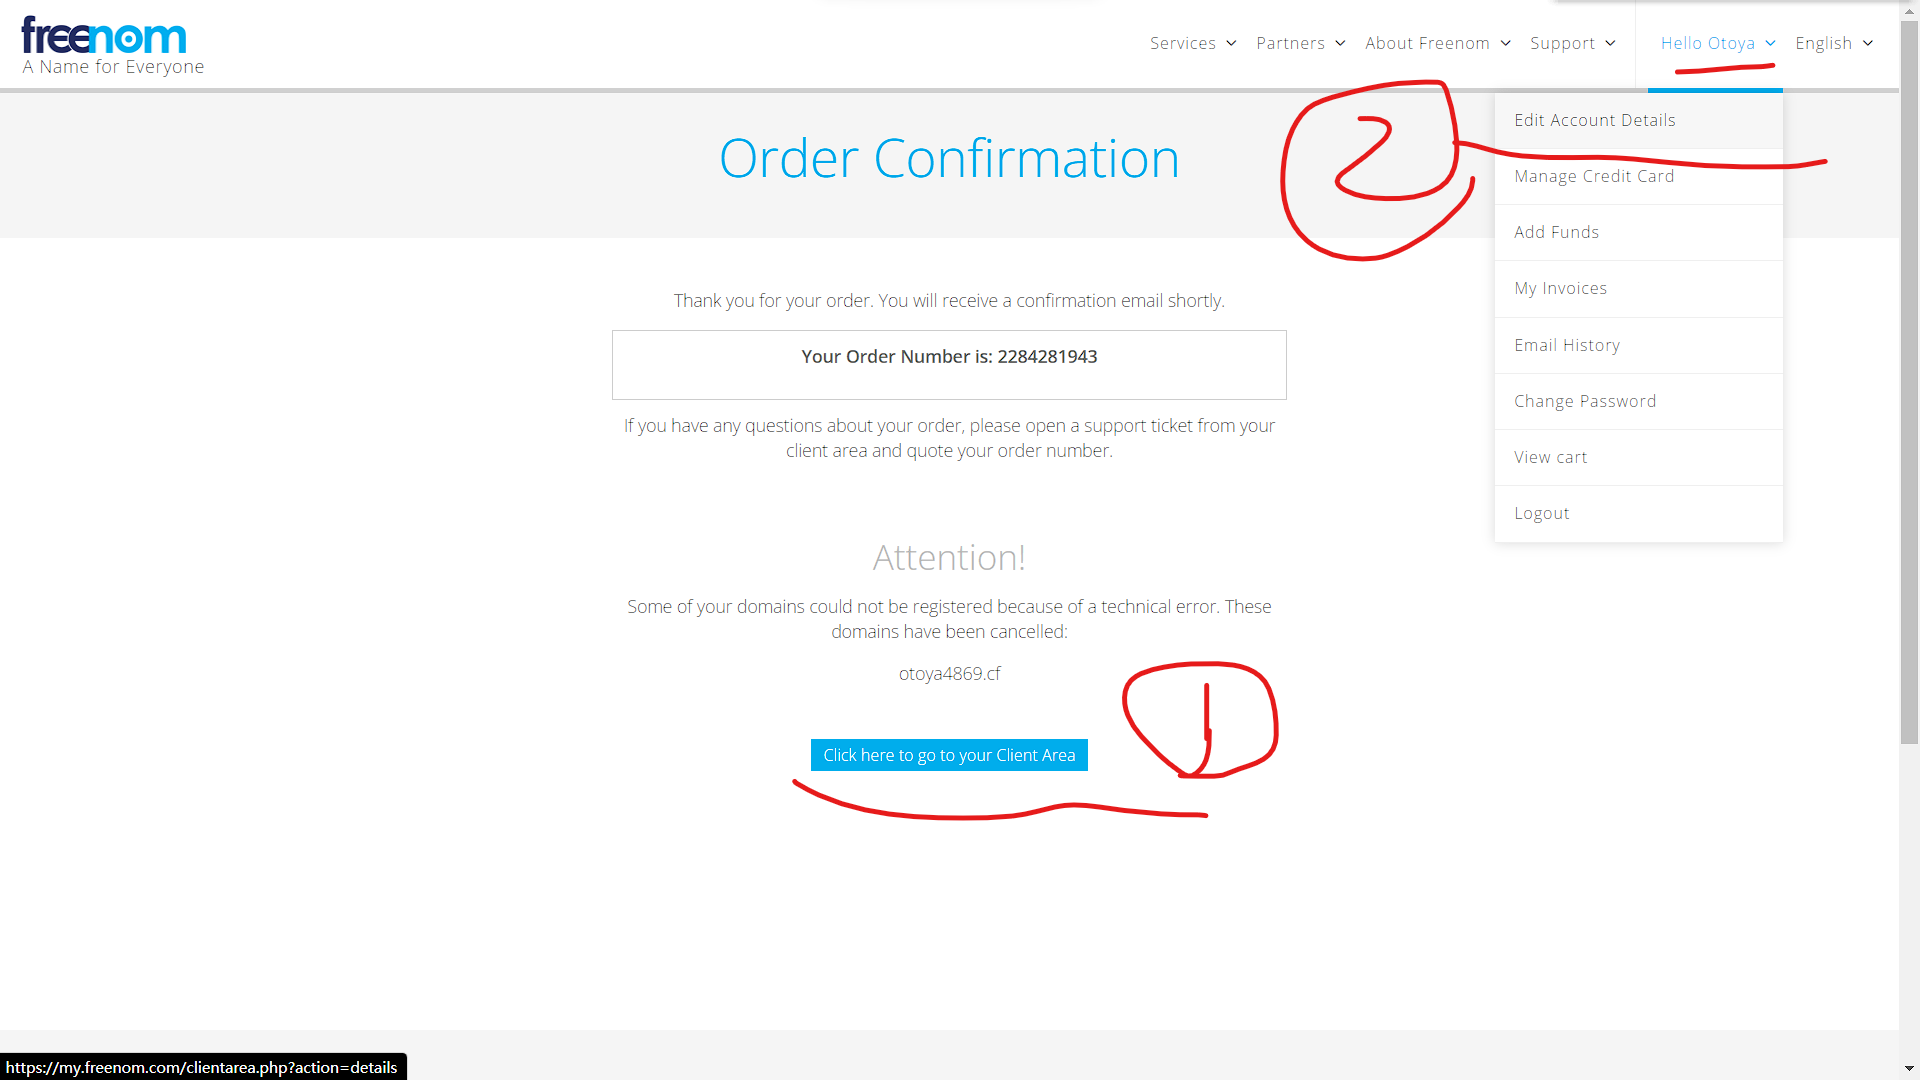 freenom
A Name for Everyone
Services
Partners
About Freenom
Support
Hello Otoya
English
Edit Account Details
Manage Credit Card
Add Funds
My Invoices
Email History
Change Password
View cart
Logout
2
Order Confirmation
Thank you for your order. You will receive a confirmation email shortly.
Your Order Number is: 2284281943
If you have any questions about your order, please open a support ticket from your
client area and quote your order number.
Attention!
Some of your domains could not be registered because of a technical error. These
domains have been cancelled:
otoya4869.cf
1
Click here to go to your Client Area
https://my.freenom.com/clientarea.php?action=details